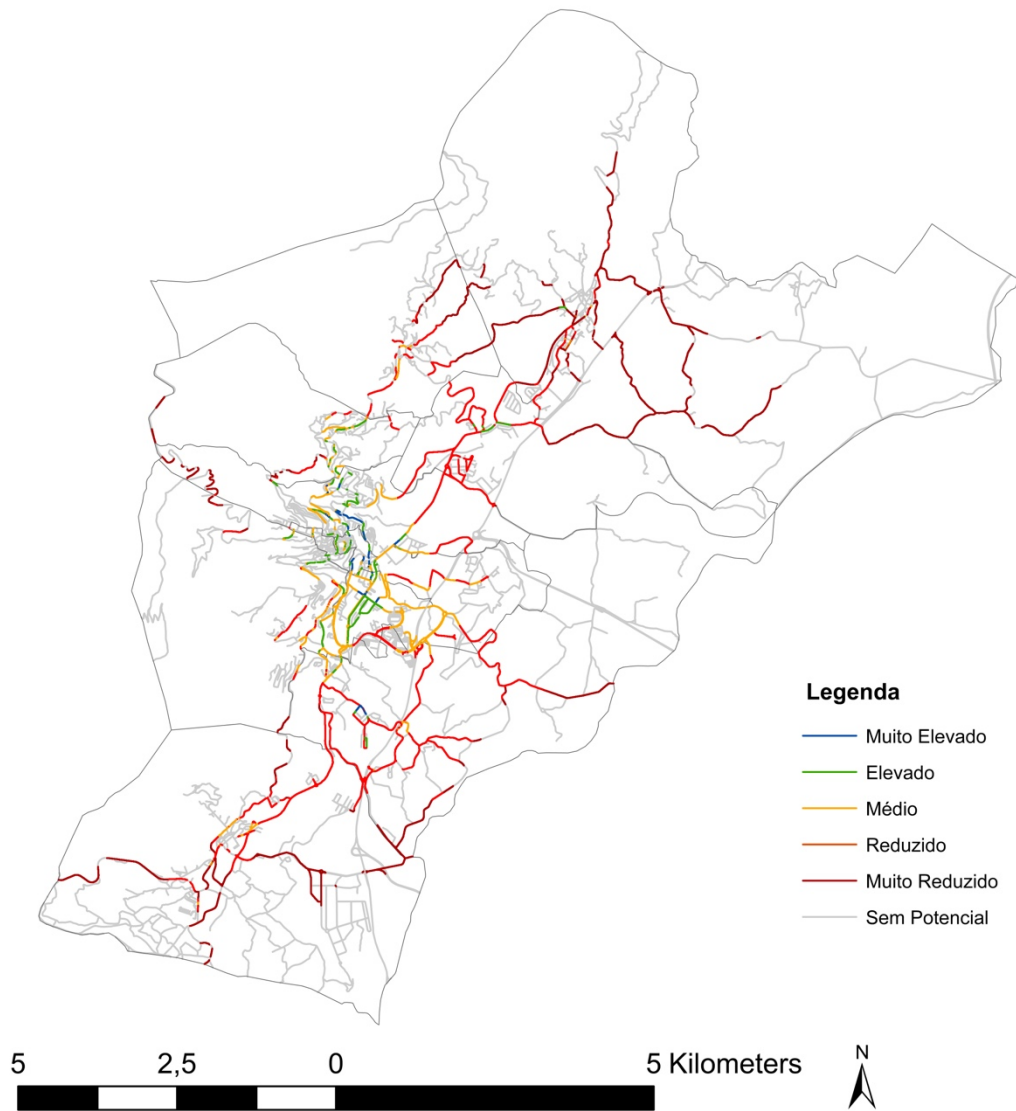 Legenda
Muito Elevado
Elevado
Médio
Reduzido
Muito Reduzido
Sem Potencial
5 2,5 0 5 Kilometers
N